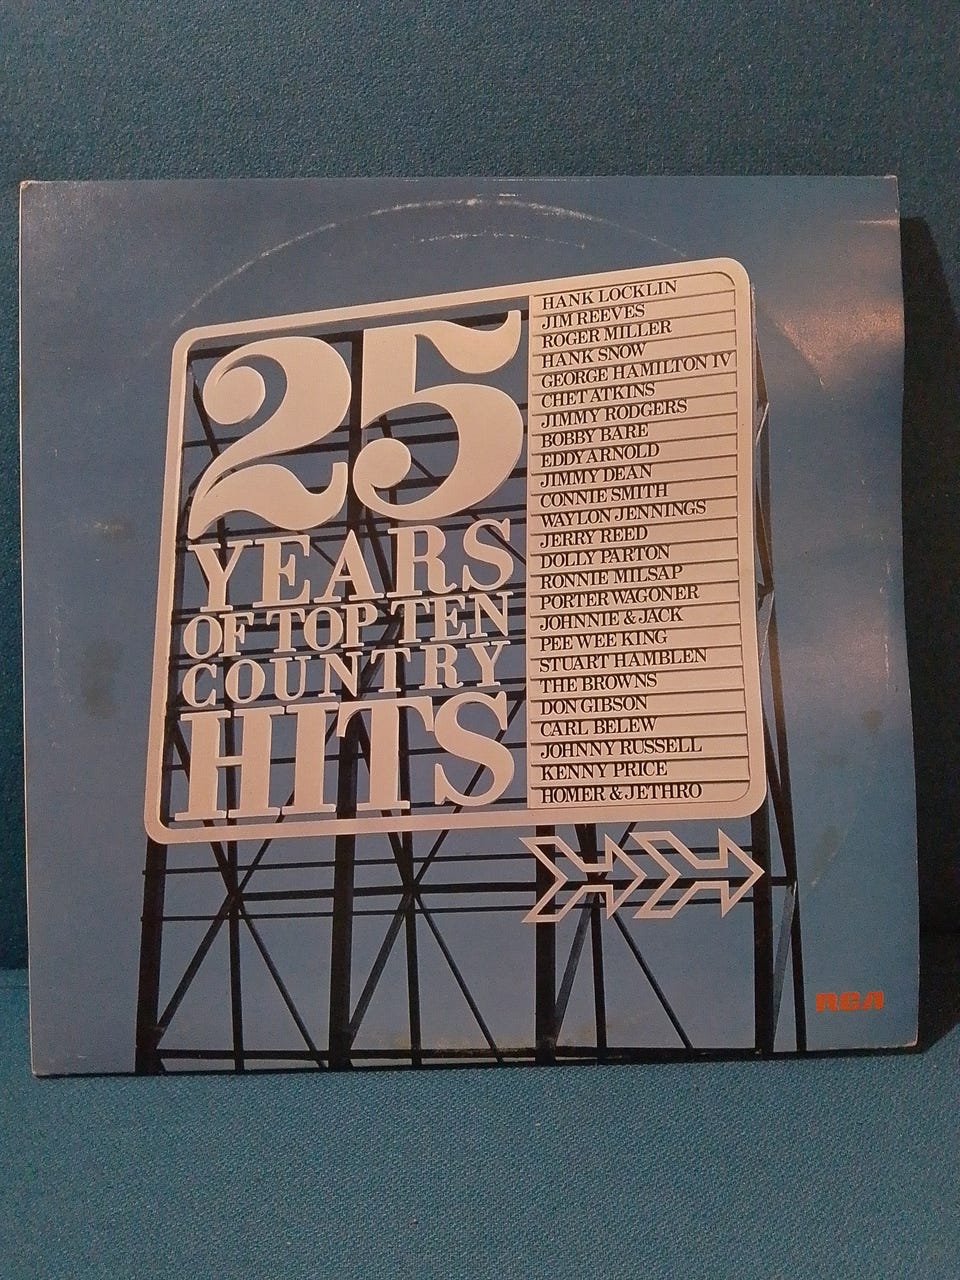 25
YEARS
OF TOP TEN
COUNTRY
HITS
HANK LOCKLIN
JIM REEVES
ROGER MILLER
HANK SNOW
GEORGE HAMILTON IV
CHET ATKINS
JIMMY RODGERS
BOBBY BARE
EDDY ARNOLD
JIMMY DEAN
CONNIE SMITH
WAYLON JENNINGS
JERRY REED
DOLLY PARTON
RONNIE MILSAP
PORTER WAGONER
JOHNNIE & JACK
PEE WEE KING
STUART HAMBLEN
THE BROWNS
DON GIBSON
CARL BELEW
JOHNNY RUSSELL
KENNY PRICE
HOMER & JETHRO
RCA